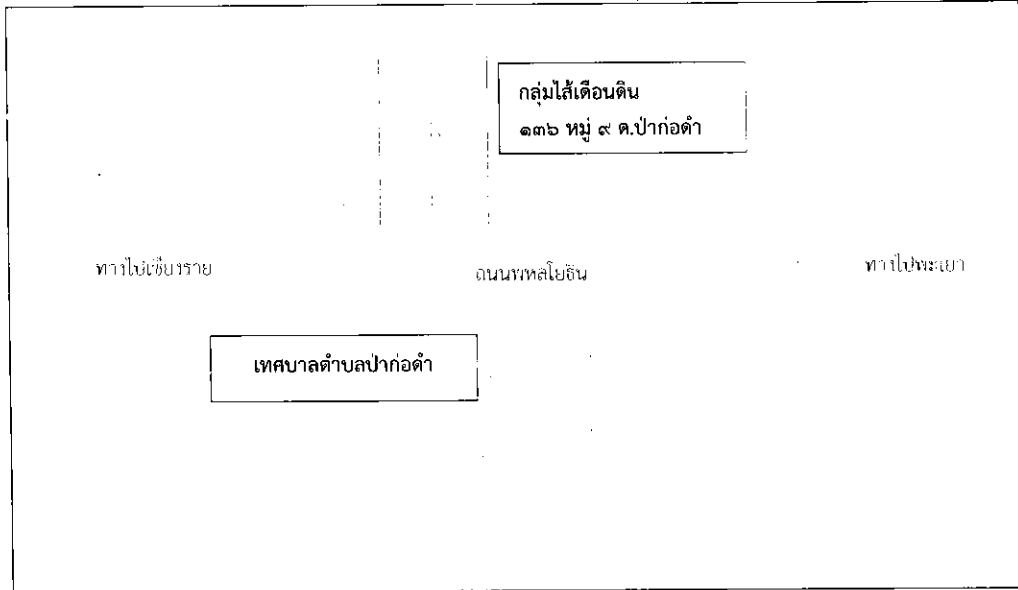 กลุ่มไส้เดือนดิน
๑๓๖ หมู่ ๙ ต.ป่าก่อดำ
ทางไปเชียงราย
ถนนพหลโยธิน
ทางไปพะเยา
เทศบาลตำบลป่าก่อดำ